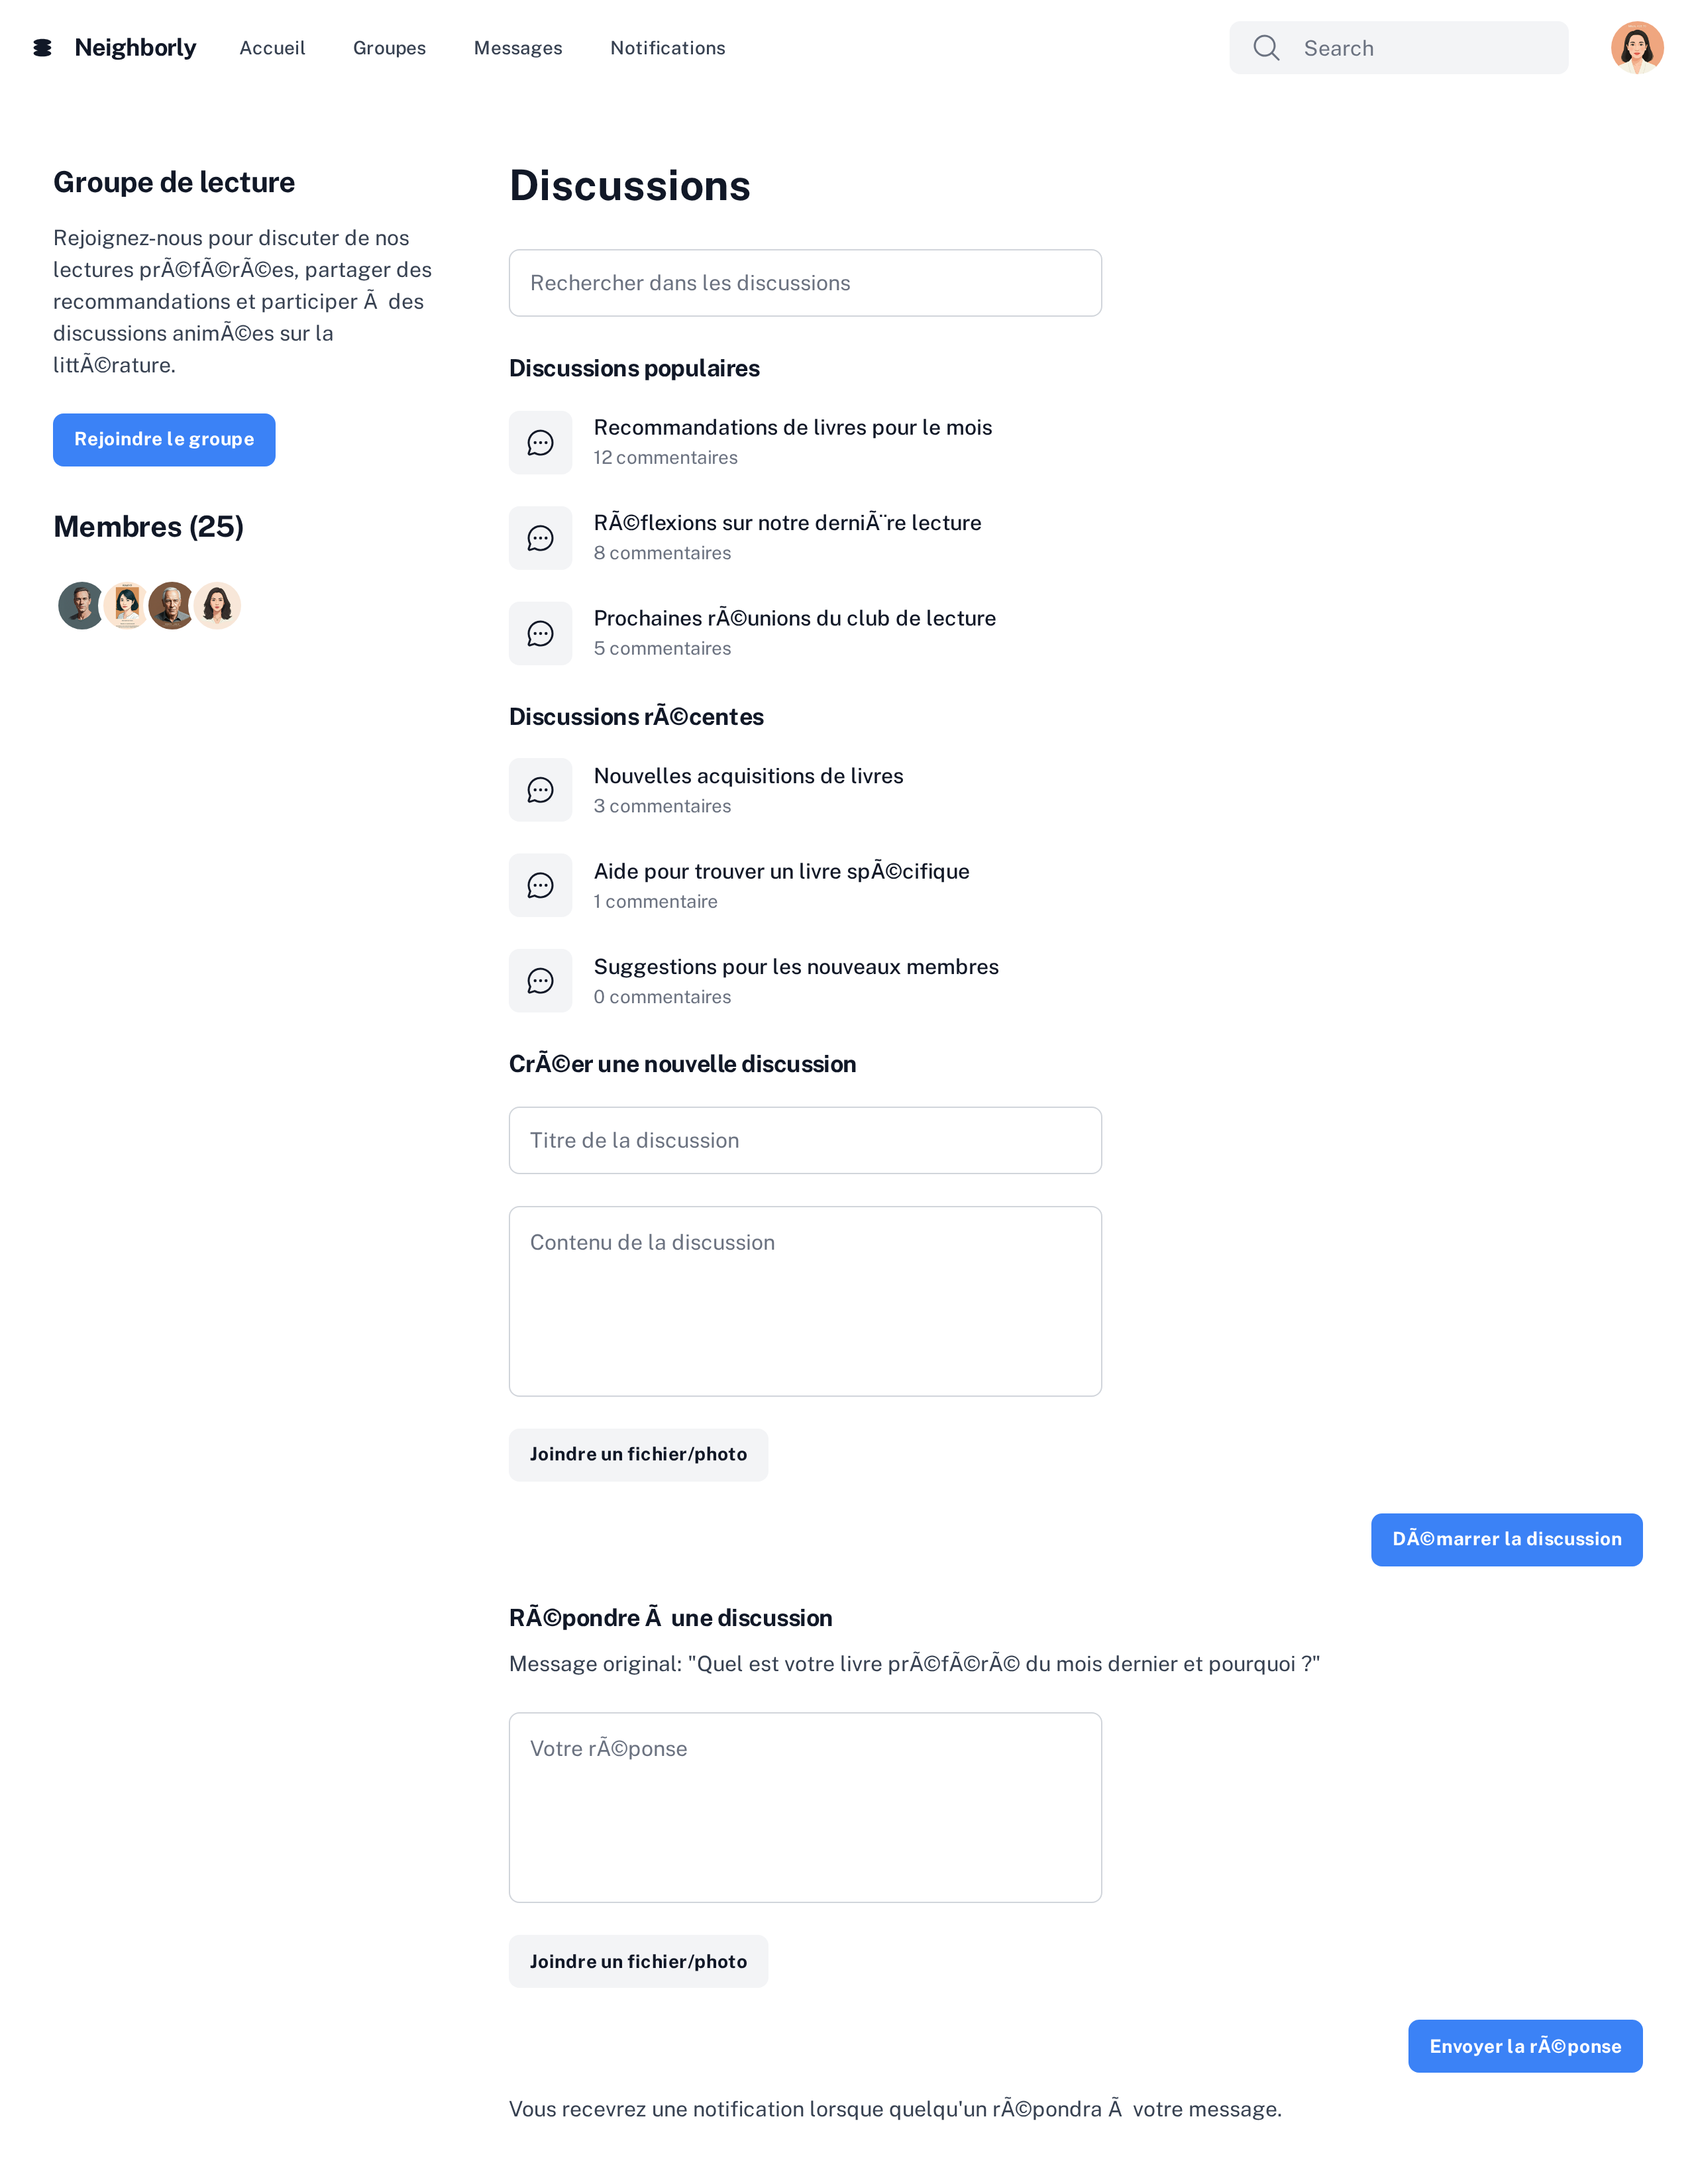 Neighborly
Accueil
Groupes
Messages
Notifications
Search
Groupe de lecture
Rejoignez-nous pour discuter de nos
lectures prÃ©fÃ©rÃ©es, partager des
recommandations et participer Ã  des
discussions animÃ©es sur la
littÃ©rature.
Rejoindre le groupe
Membres (25)
Discussions
Rechercher dans les discussions
Discussions populaires
Recommandations de livres pour le mois
12 commentaires
RÃ©flexions sur notre derniÃ¨re lecture
8 commentaires
Prochaines rÃ©unions du club de lecture
5 commentaires
Discussions rÃ©centes
Nouvelles acquisitions de livres
3 commentaires
Aide pour trouver un livre spÃ©cifique
1 commentaire
Suggestions pour les nouveaux membres
0 commentaires
CrÃ©er une nouvelle discussion
Titre de la discussion
Contenu de la discussion
Joindre un fichier/photo
DÃ©marrer la discussion
RÃ©pondre Ã  une discussion
Message original: "Quel est votre livre prÃ©fÃ©rÃ© du mois dernier et pourquoi ?"
Votre rÃ©ponse
Joindre un fichier/photo
Envoyer la rÃ©ponse
Vous recevrez une notification lorsque quelqu'un rÃ©pondra Ã  votre message.